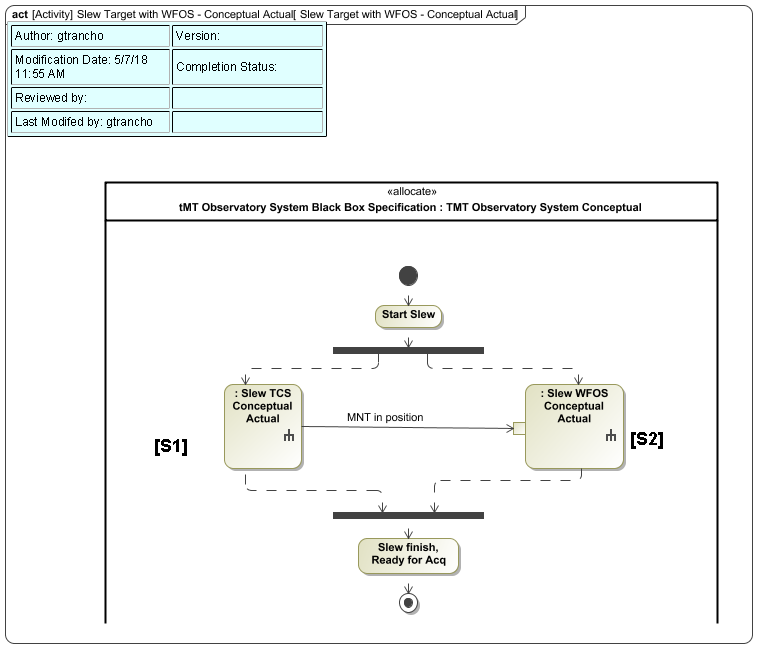 act [Activity] Slew Target with WFOS - Conceptual Actual[ Slew Target with WFOS - Conceptual Actual]
Author: gtrancho
Version:
Modification Date: 5/7/18
11:55 AM
Completion Status:
Reviewed by:
Last Modifed by: gtrancho
«allocate»
tMT Observatory System Black Box Specification : TMT Observatory System Conceptual
Start Slew
: Slew TCS
Conceptual
Actual
: Slew WFOS
Conceptual
Actual
MNT in position
[S1]
[S2]
Slew finish,
Ready for Acq